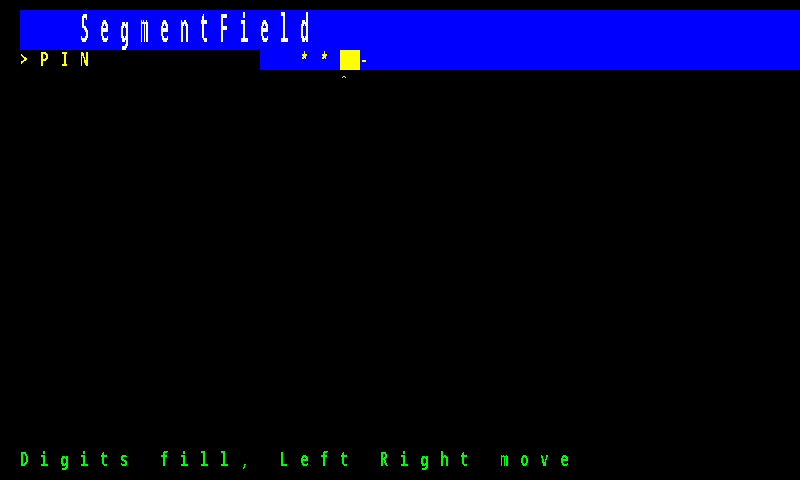 SegmentField
>PIN **-
^
Digits fill, Left Right move